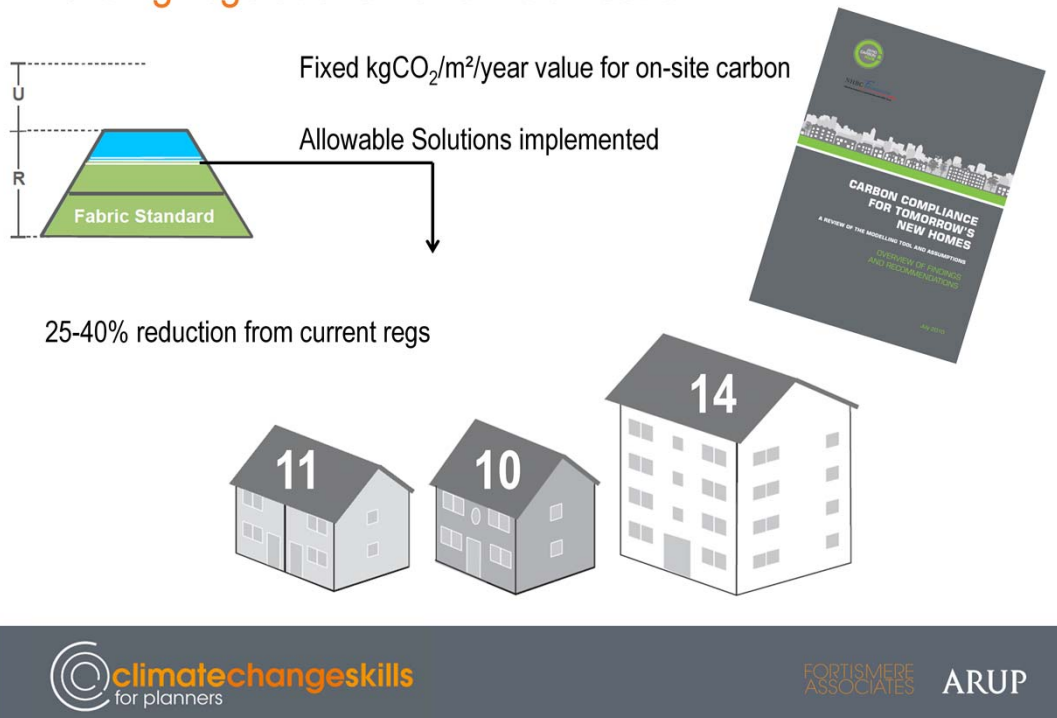 Fixed kgCO₂/m²/year value for on-site carbon
U
Allowable Solutions implemented
R
Fabric Standard
CARBON COMPLIANCE
FOR TOMORROW'S
NEW HOMES
A REVIEW OF THE MODELLING TOOL AND ASSUMPTIONS
OVERVIEW OF FINDINGS
AND RECOMMENDATIONS
25-40% reduction from current regs
11
10
14
climatechangeskills
for planners
FORTISMERE
ASSOCIATES
ARUP